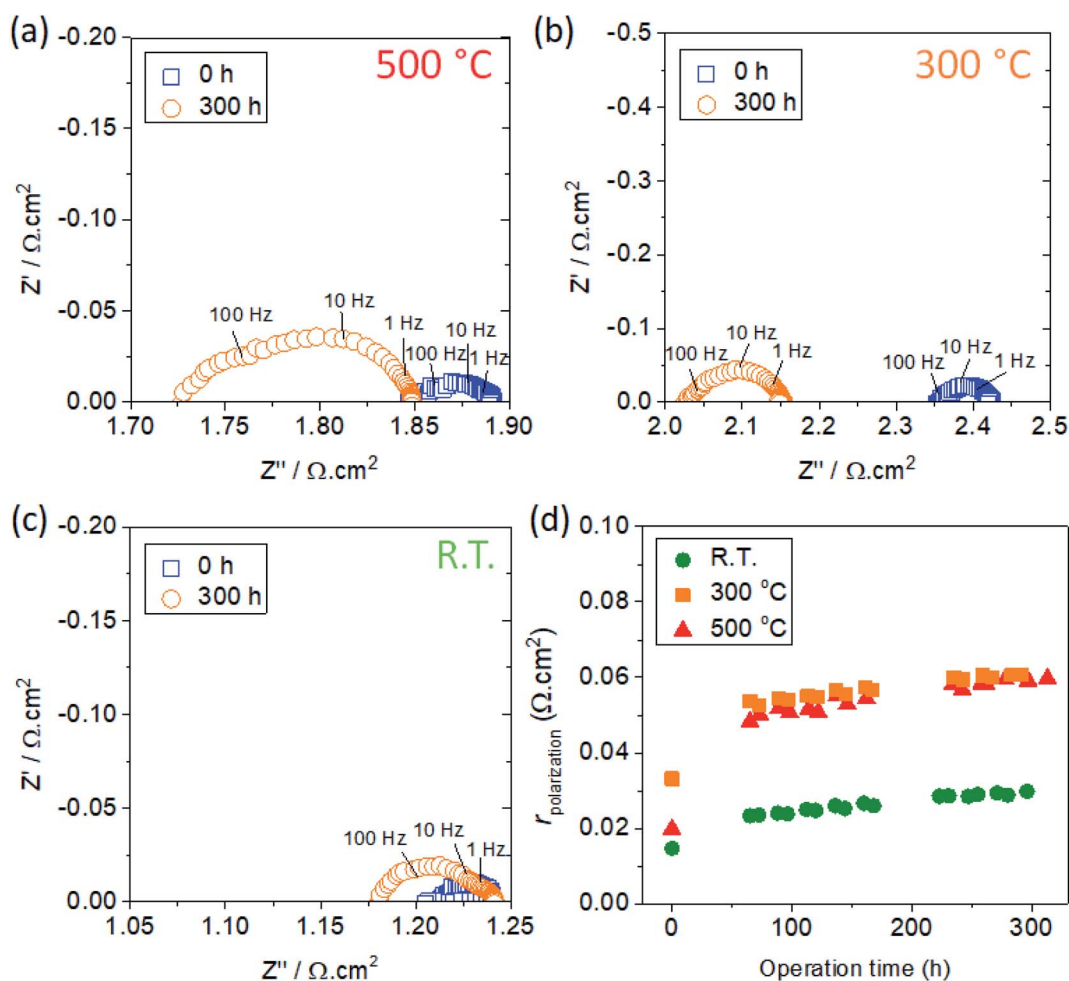 (a)
500 °C
0 h
300 h
-0.20
-0.15
-0.10
-0.05
0.00
Z' / Ω.cm²
100 Hz
10 Hz
1 Hz
100 Hz
10 Hz
1 Hz
1.70 1.75 1.80 1.85 1.90
Z'' / Ω.cm²
(b)
300 °C
0 h
300 h
-0.5
-0.4
-0.3
-0.2
-0.1
0.0
Z' / Ω.cm²
100 Hz
10 Hz
1 Hz
100 Hz
10 Hz
1 Hz
2.0 2.1 2.2 2.3 2.4 2.5
Z'' / Ω.cm²
(c)
R.T.
0 h
300 h
-0.20
-0.15
-0.10
-0.05
0.00
Z' / Ω.cm²
100 Hz
10 Hz
1 Hz
1.05 1.10 1.15 1.20 1.25
Z'' / Ω.cm²
(d)
R.T.
300 °C
500 °C
0.10
0.08
0.06
0.04
0.02
0.00
r polarization (Ω.cm²)
0 100 200 300
Operation time (h)